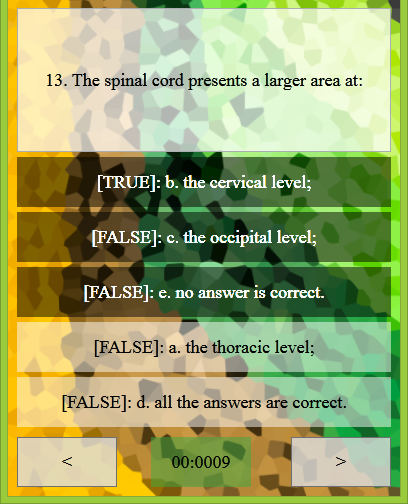 13. The spinal cord presents a larger area at:
[TRUE]: b. the cervical level;
[FALSE]: c. the occipital level;
[FALSE]: e. no answer is correct.
[FALSE]: a. the thoracic level;
[FALSE]: d. all the answers are correct.
< 00:0009 >